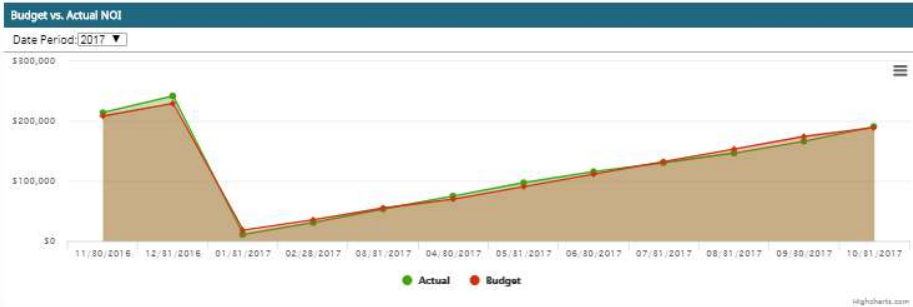 Budget vs. Actual NOI
Date Period: 2017 ▼
$300,000
$200,000
$100,000
$0
11/30/2016 12/31/2016 01/31/2017 02/28/2017 03/31/2017 04/30/2017 05/31/2017 06/30/2017 07/31/2017 08/31/2017 09/30/2017 10/31/2017
Actual Budget
Highcharts.com